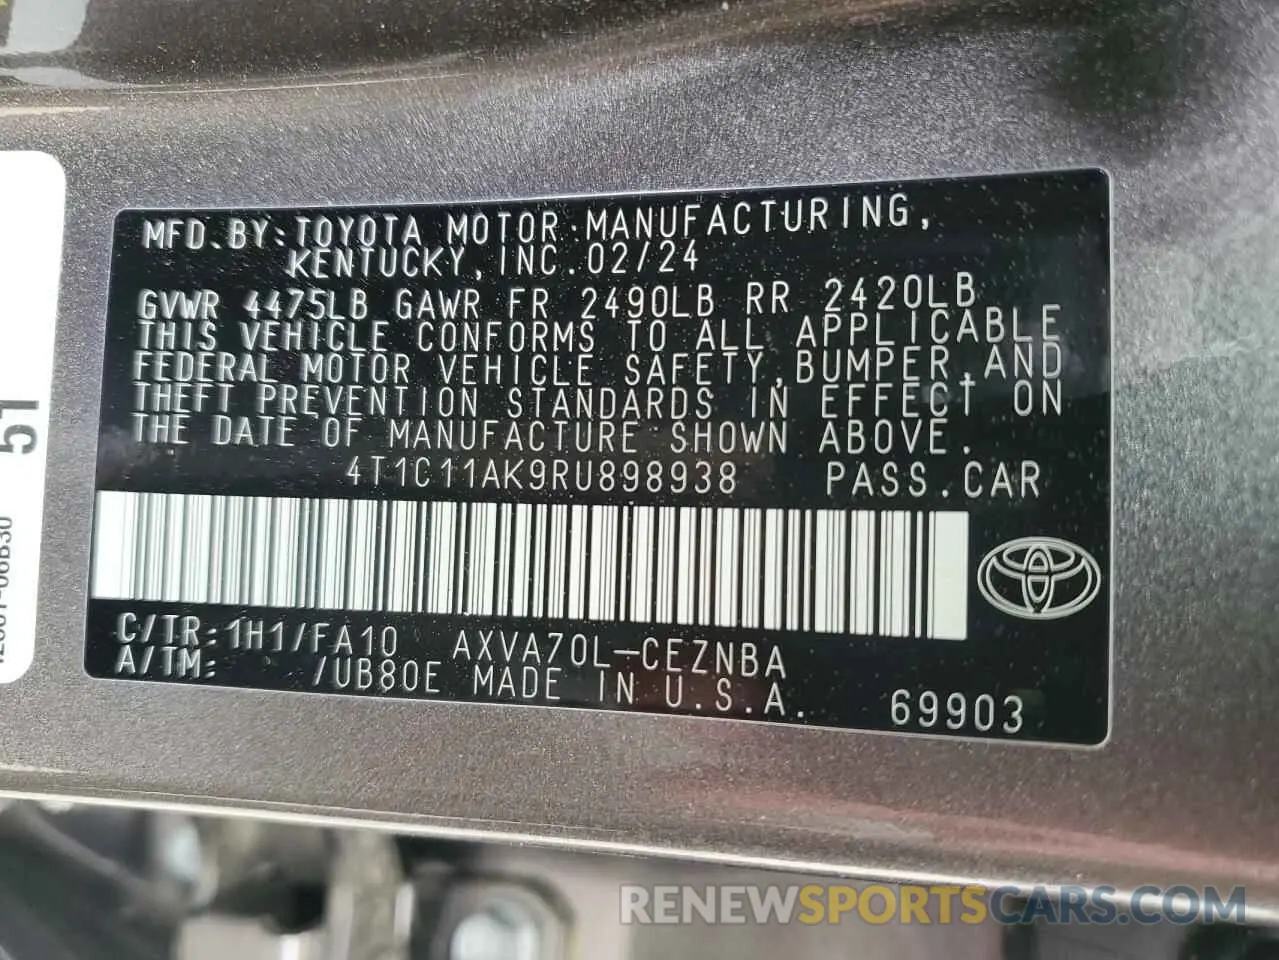 MFD.BY:TOYOTA MOTOR MANUFACTURING,
KENTUCKY,INC.02/24
GVWR 4475LB GAWR FR 2490LB RR 2420LB
THIS VEHICLE CONFORMS TO ALL APPLICABLE
FEDERAL MOTOR VEHICLE SAFETY,BUMPER,AND
THEFT PREVENTION STANDARDS IN EFFECT ON
THE DATE OF MANUFACTURE SHOWN ABOVE.
4T1C11AK9RU898938 PASS.CAR
C/TR:1H1/FA10 AXVA70L-CEZNBA
A/TM: /UB80E MADE IN U.S.A.
69903
51
RENEWSPORTSCARS.COM